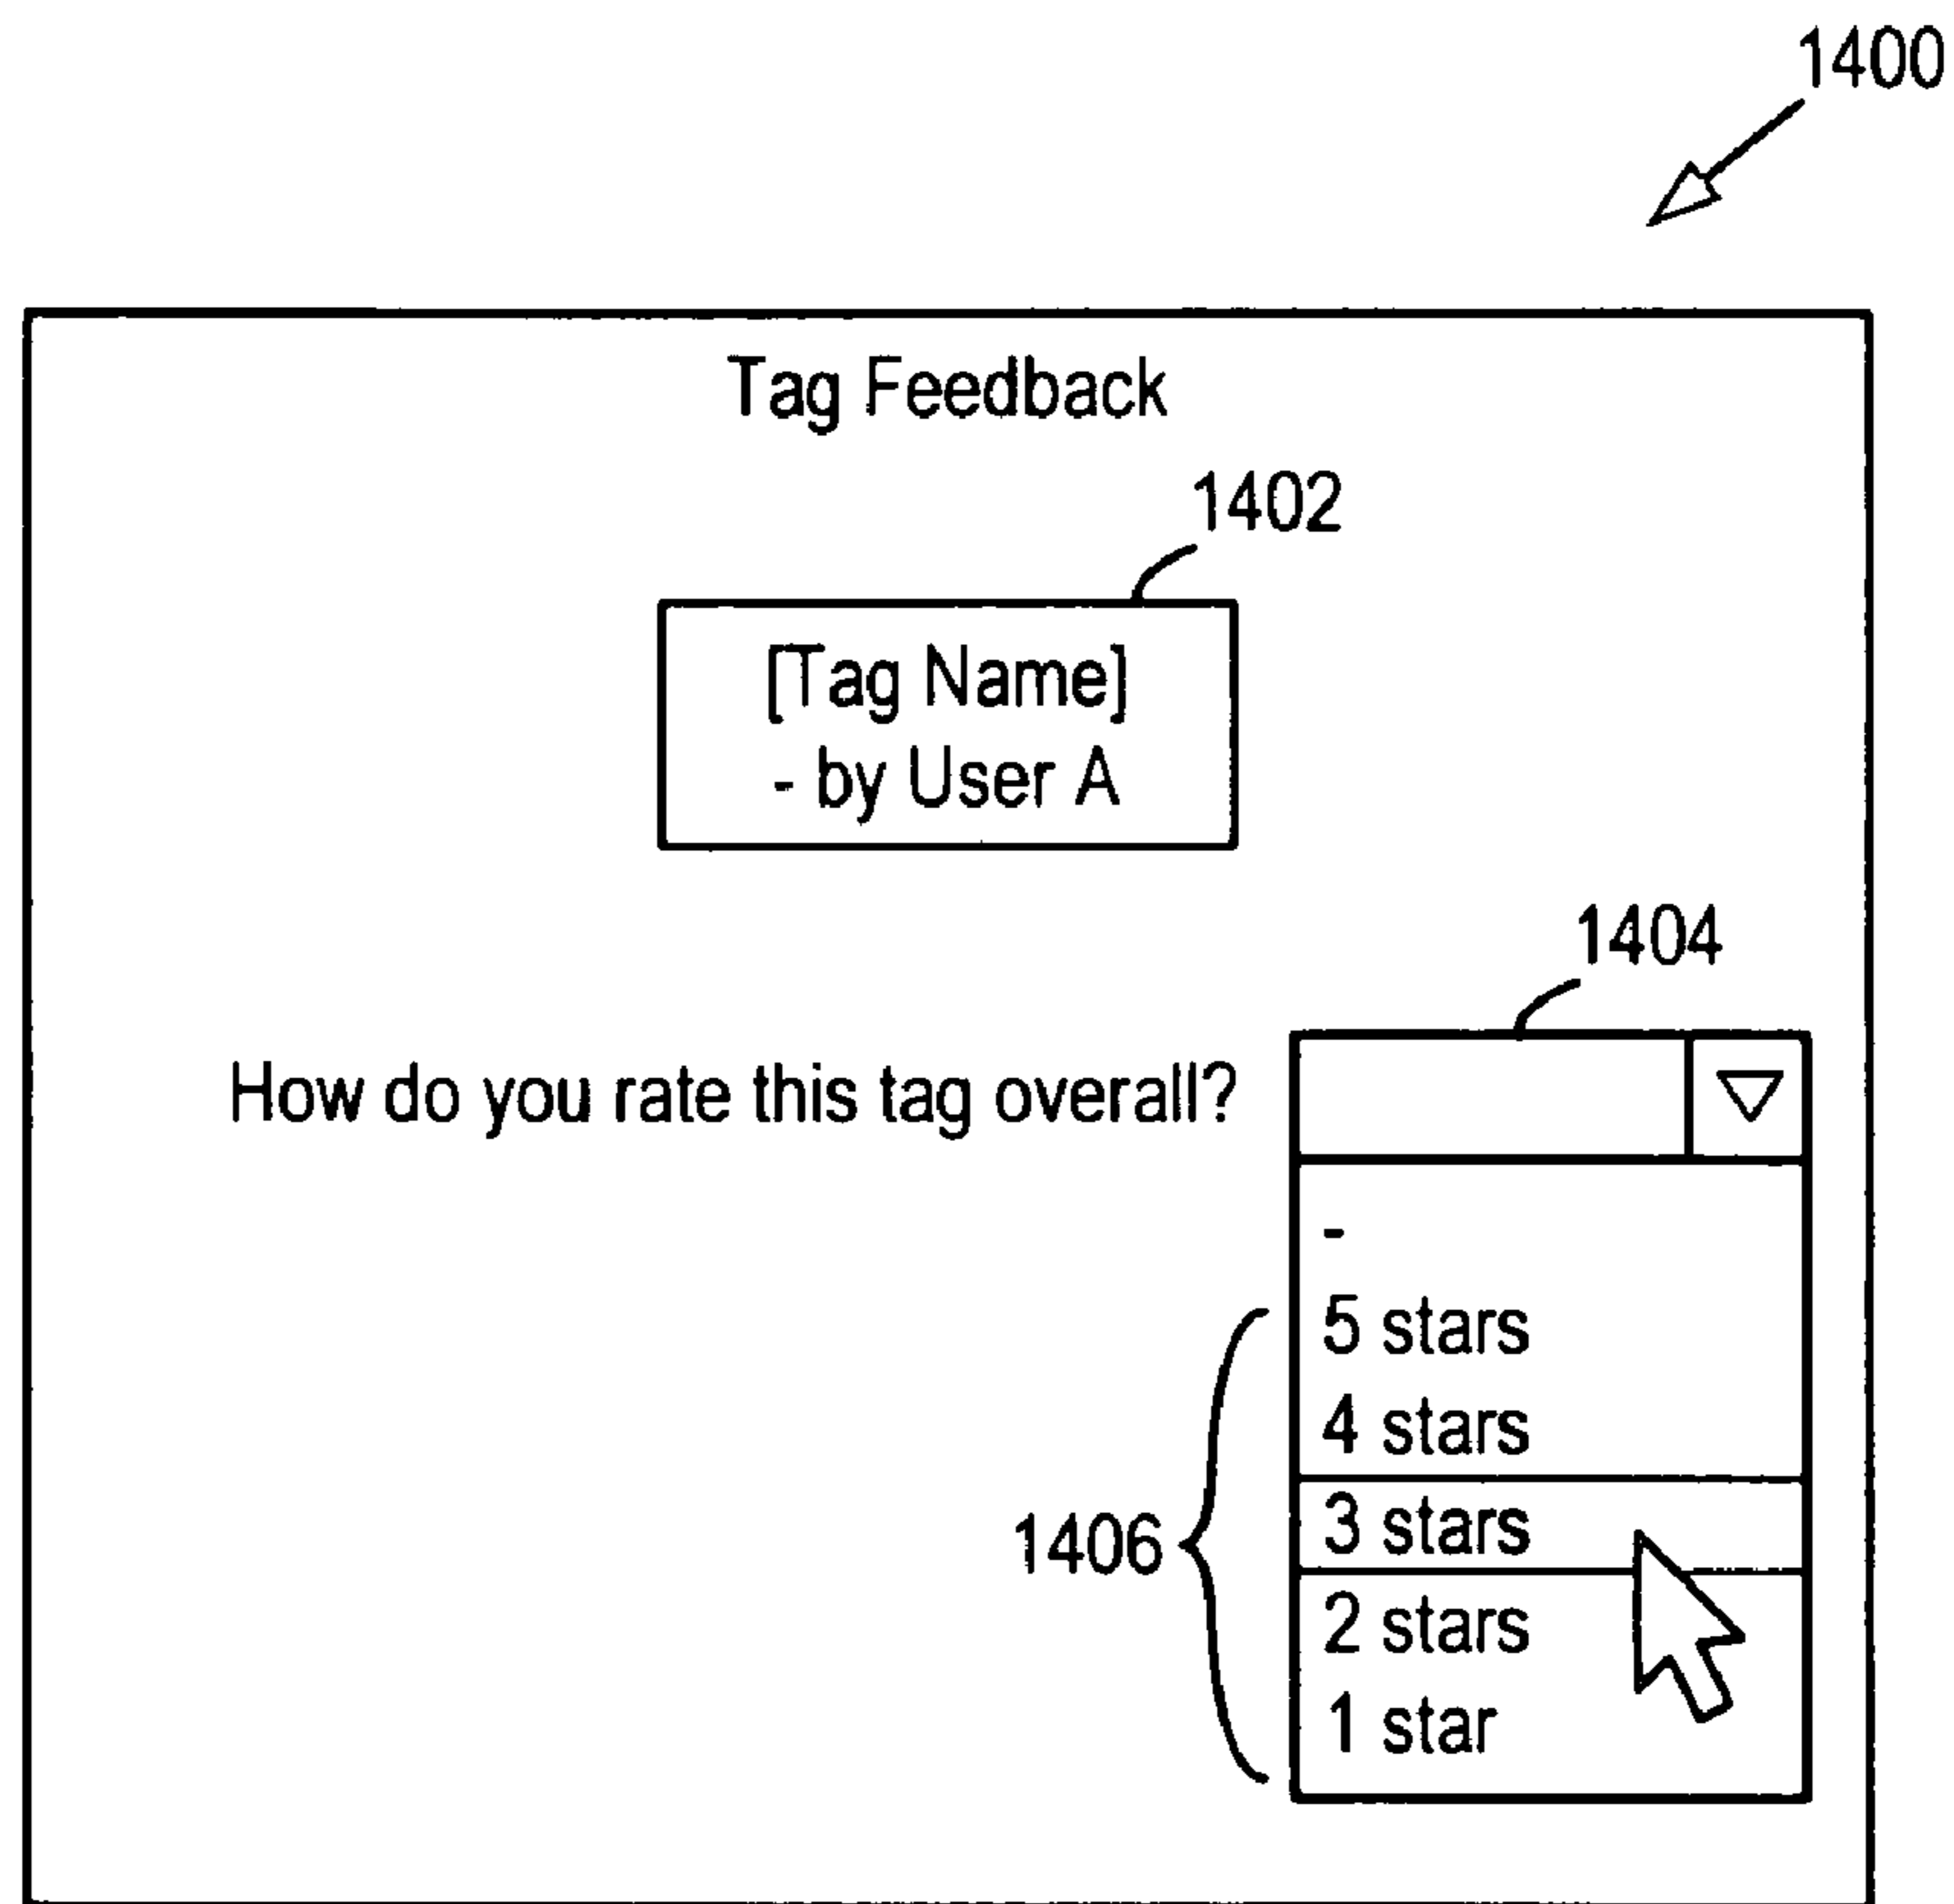 1400
Tag Feedback
1402
[Tag Name]
- by User A
1404
How do you rate this tag overall?
-
5 stars
4 stars
1406
3 stars
2 stars
1 star